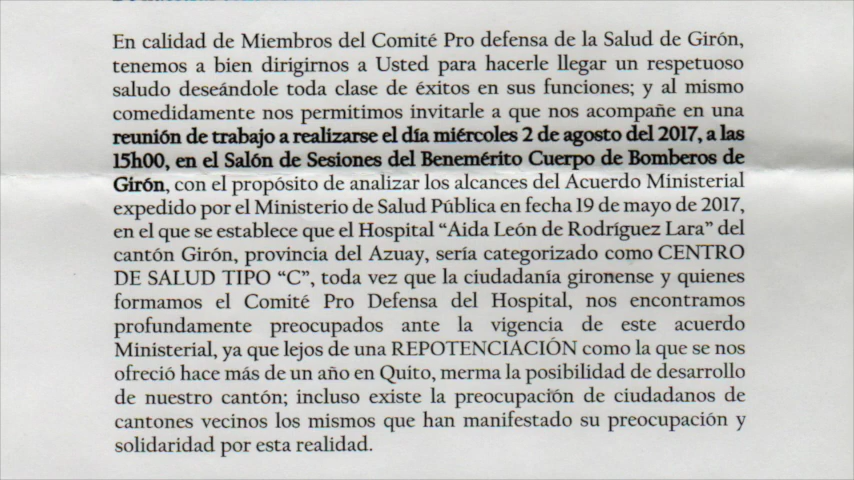 En calidad de Miembros del Comité Pro defensa de la Salud de Girón,
tenemos a bien dirigirnos a Usted para hacerle llegar un respetuoso
saludo deseándole toda clase de éxitos en sus funciones; y al mismo
comedidamente nos permitimos invitarle a que nos acompañe en una
reunión de trabajo a realizarse el día miércoles 2 de agosto del 2017, a las
15h00, en el Salón de Sesiones del Benemérito Cuerpo de Bomberos de
Girón, con el propósito de analizar los alcances del Acuerdo Ministerial
expedido por el Ministerio de Salud Pública en fecha 19 de mayo de 2017,
en el que se establece que el Hospital “Aida León de Rodríguez Lara” del
cantón Girón, provincia del Azuay, sería categorizado como CENTRO
DE SALUD TIPO “C”, toda vez que la ciudadanía gironense y quienes
formamos el Comité Pro Defensa del Hospital, nos encontramos
profundamente preocupados ante la vigencia de este acuerdo
Ministerial, ya que lejos de una REPOTENCIACIÓN como la que se nos
ofreció hace más de un año en Quito, merma la posibilidad de desarrollo
de nuestro cantón; incluso existe la preocupación de ciudadanos de
cantones vecinos los mismos que han manifestado su preocupación y
solidaridad por esta realidad.